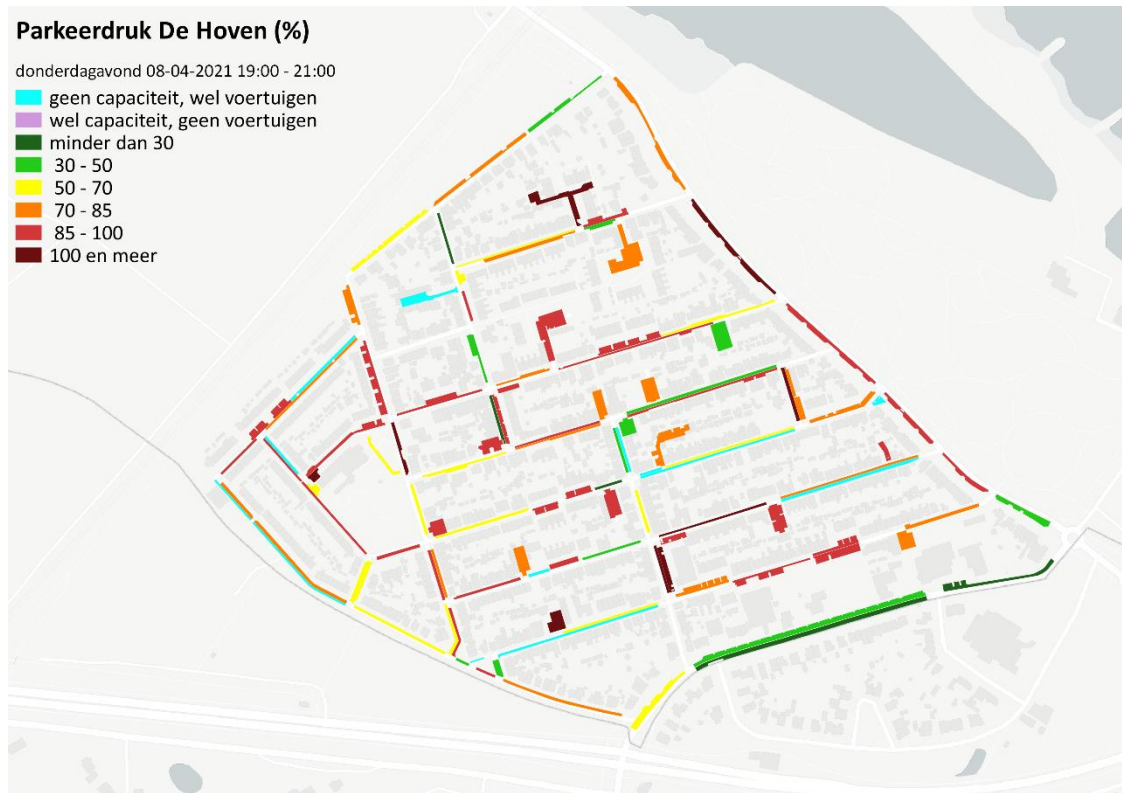 Parkeerdruk De Hoven (%)
donderdagavond 08-04-2021 19:00 - 21:00
geen capaciteit, wel voertuigen
wel capaciteit, geen voertuigen
minder dan 30
30 - 50
50 - 70
70 - 85
85 - 100
100 en meer